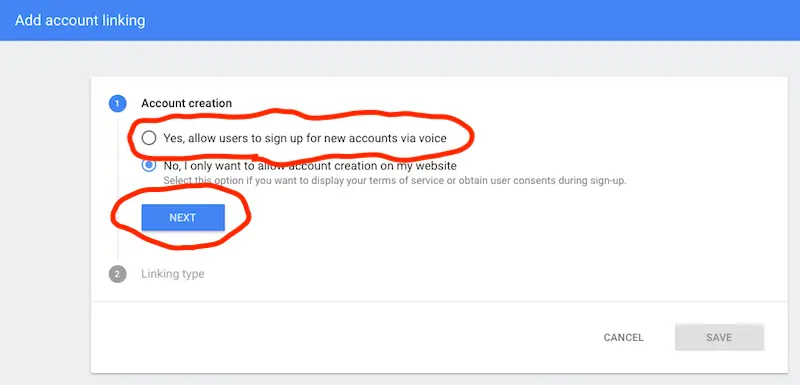 Add account linking
1 Account creation
Yes, allow users to sign up for new accounts via voice
No, I only want to allow account creation on my website
Select this option if you want to display your terms of service or obtain user consents during sign-up.
NEXT
2 Linking type
CANCEL SAVE